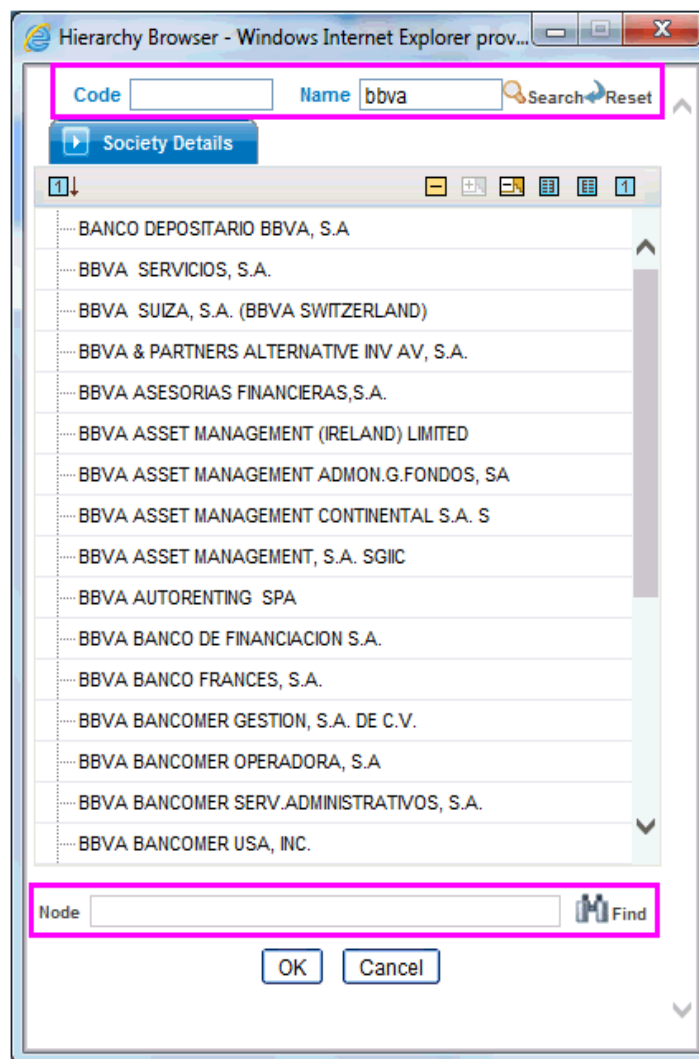 Hierarchy Browser - Windows Internet Explorer prov...
Code Name bbva Search Reset
Society Details
1 1
BANCO DEPOSITARIO BBVA, S.A
BBVA SERVICIOS, S.A.
BBVA SUIZA, S.A. (BBVA SWITZERLAND)
BBVA & PARTNERS ALTERNATIVE INV AV, S.A.
BBVA ASESORIAS FINANCIERAS,S.A.
BBVA ASSET MANAGEMENT (IRELAND) LIMITED
BBVA ASSET MANAGEMENT ADMON.G.FONDOS, SA
BBVA ASSET MANAGEMENT CONTINENTAL S.A. S
BBVA ASSET MANAGEMENT, S.A. SGIIC
BBVA AUTORENTING SPA
BBVA BANCO DE FINANCIACION S.A.
BBVA BANCO FRANCES, S.A.
BBVA BANCOMER GESTION, S.A. DE C.V.
BBVA BANCOMER OPERADORA, S.A
BBVA BANCOMER SERV.ADMINISTRATIVOS, S.A.
BBVA BANCOMER USA, INC.
Node Find
OK Cancel